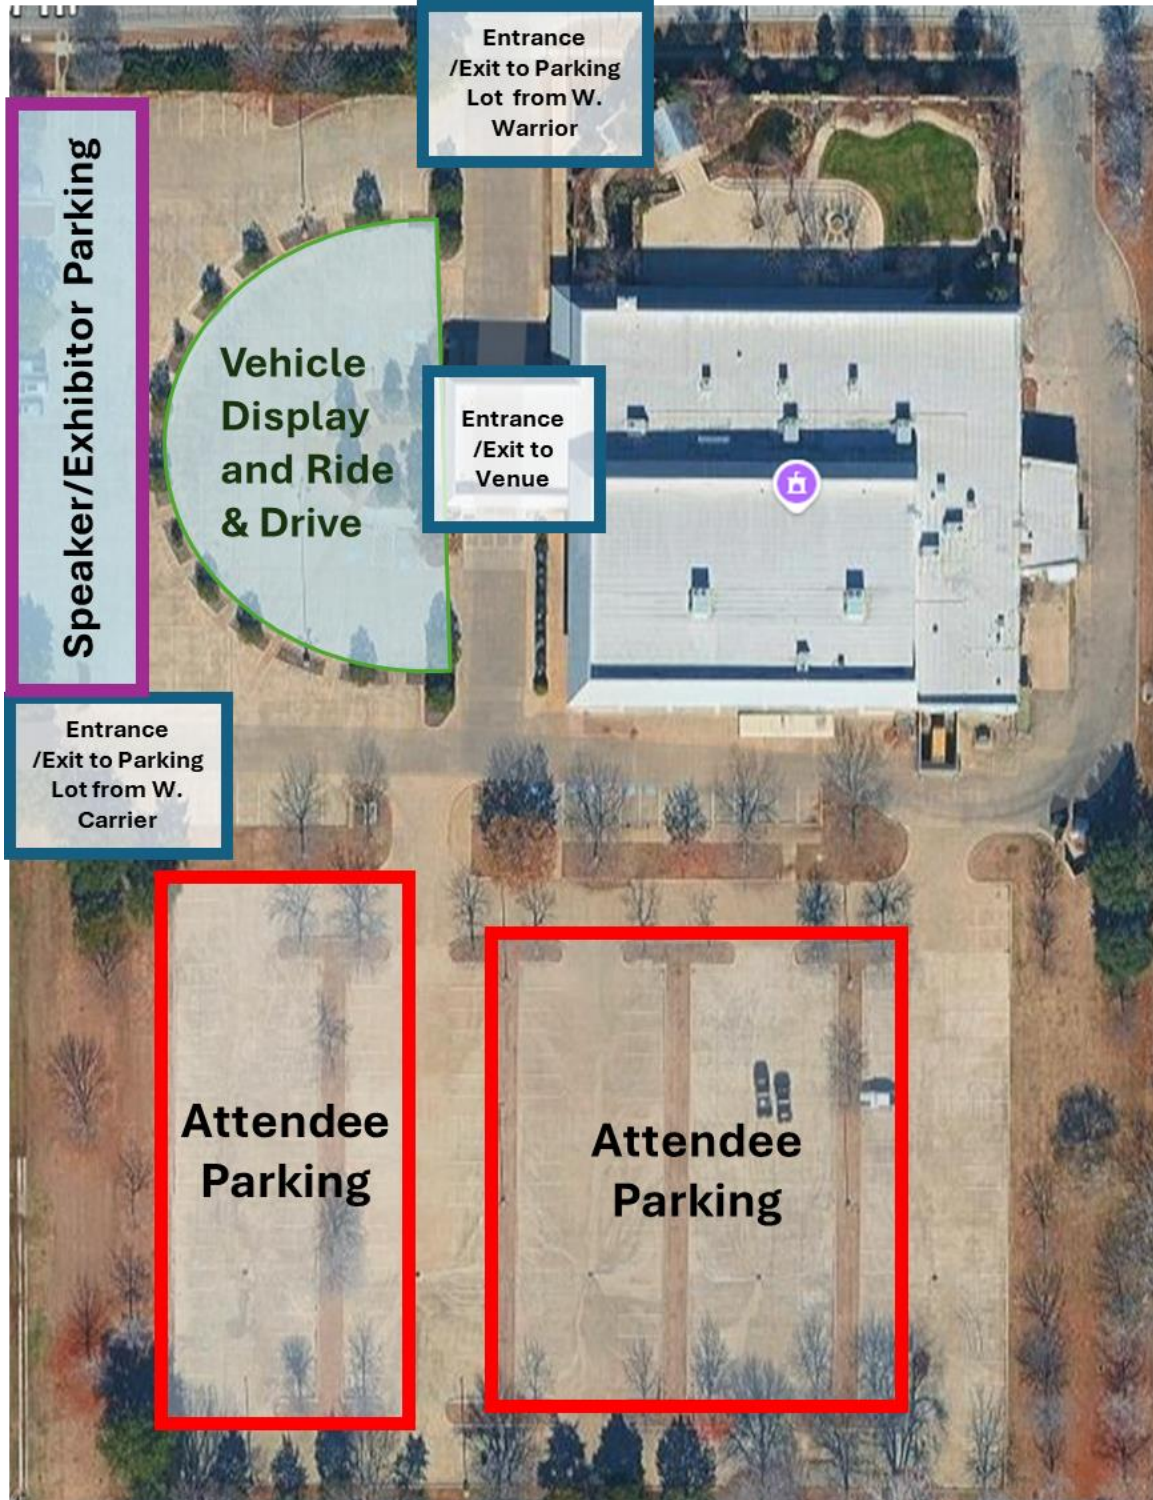 Entrance
/Exit to Parking
Lot from W.
Warrior
Speaker/Exhibitor Parking
Vehicle
Display
and Ride
& Drive
Entrance
/Exit to
Venue
Entrance
/Exit to Parking
Lot from W.
Carrier
Attendee
Parking
Attendee
Parking